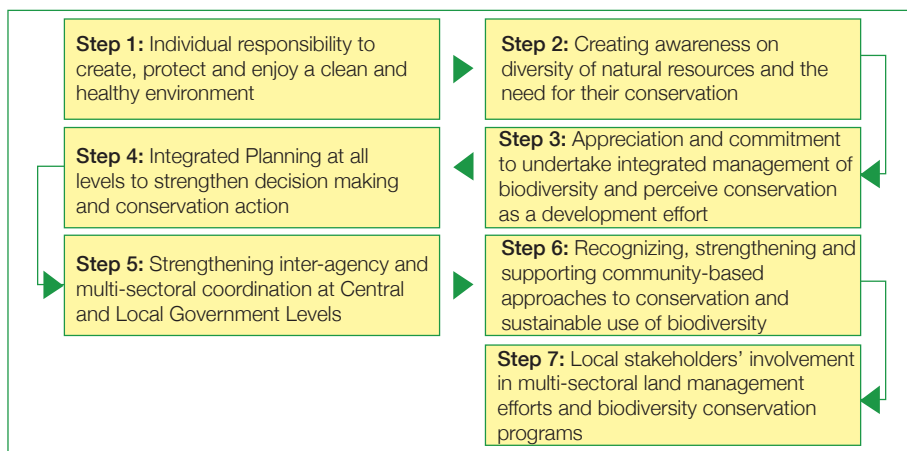 Step 1: Individual responsibility to
create, protect and enjoy a clean and
healthy environment
Step 2: Creating awareness on
diversity of natural resources and the
need for their conservation
Step 3: Appreciation and commitment
to undertake integrated management of
biodiversity and perceive conservation
as a development effort
Step 4: Integrated Planning at all
levels to strengthen decision making
and conservation action
Step 5: Strengthening inter-agency and
multi-sectoral coordination at Central
and Local Government Levels
Step 6: Recognizing, strengthening and
supporting community-based
approaches to conservation and
sustainable use of biodiversity
Step 7: Local stakeholders’ involvement
in multi-sectoral land management
efforts and biodiversity conservation
programs